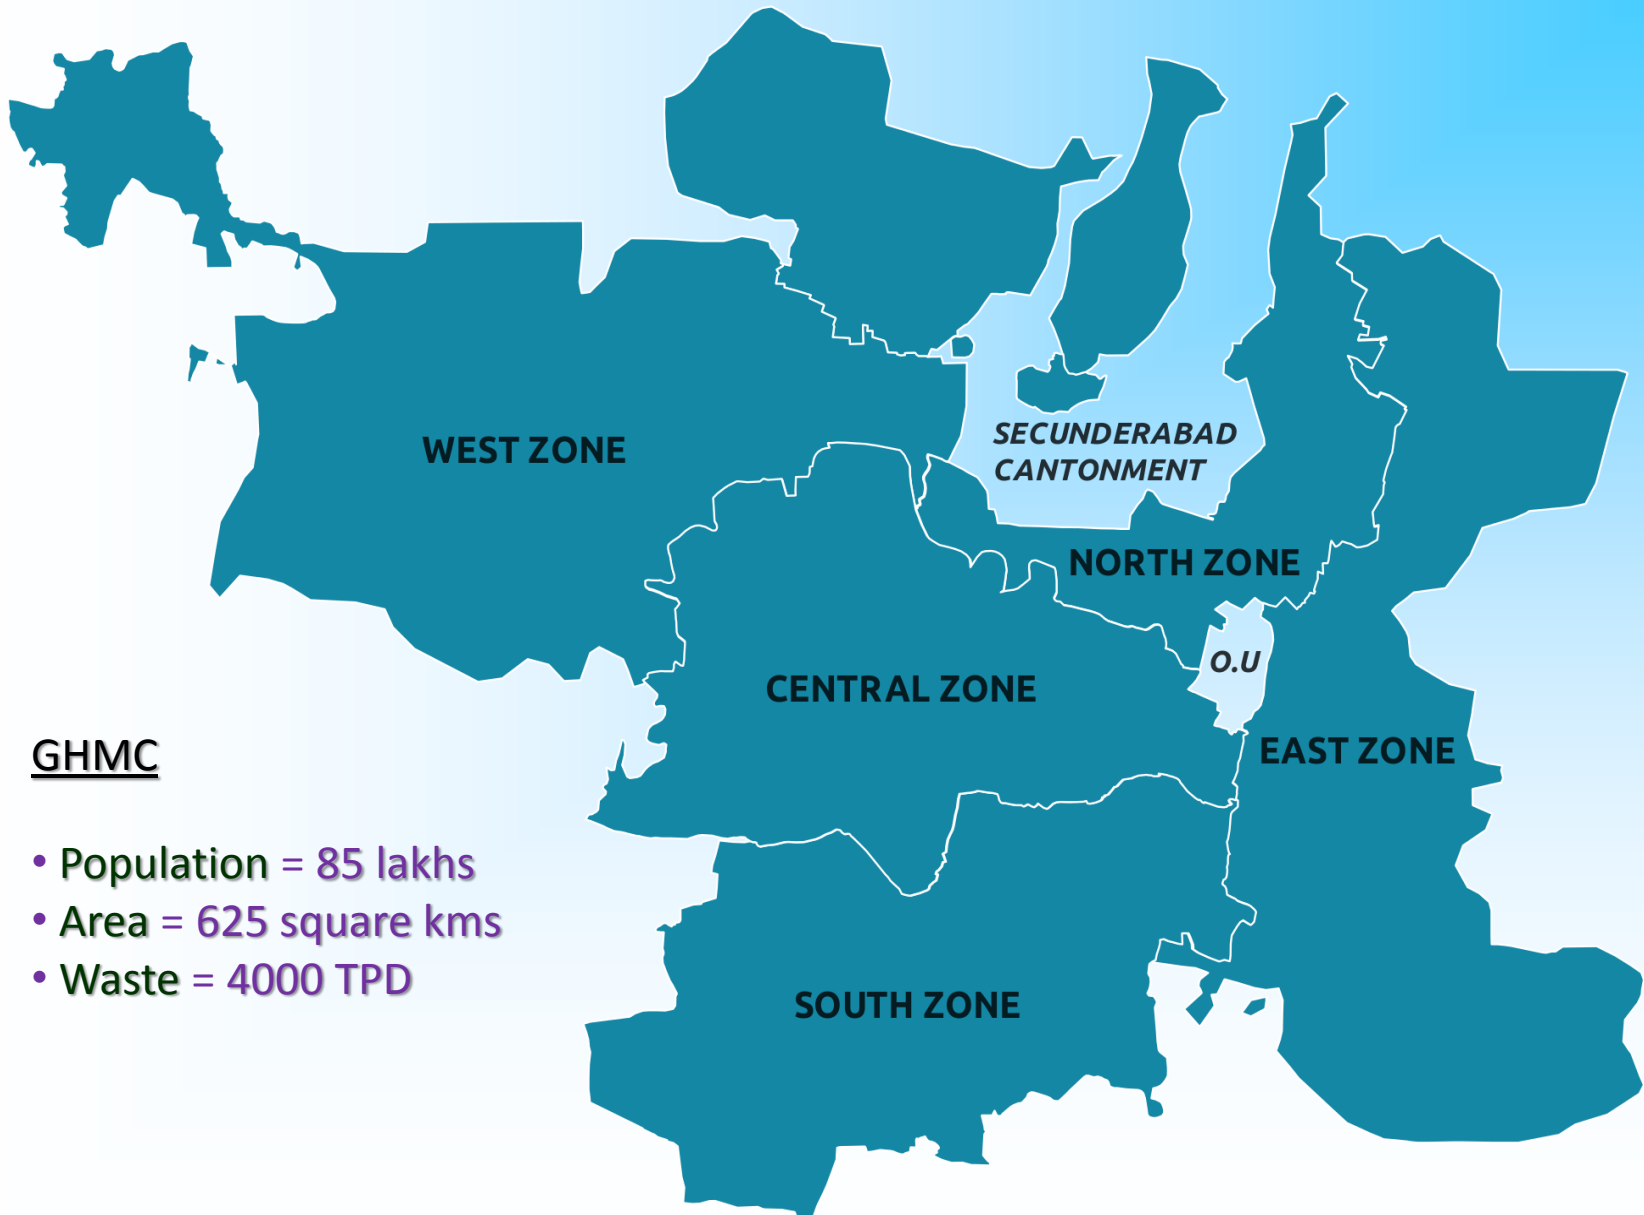 WEST ZONE
SECUNDERABAD
CANTONMENT
NORTH ZONE
O.U
CENTRAL ZONE
EAST ZONE
SOUTH ZONE
GHMC
• Population = 85 lakhs
• Area = 625 square kms
• Waste = 4000 TPD